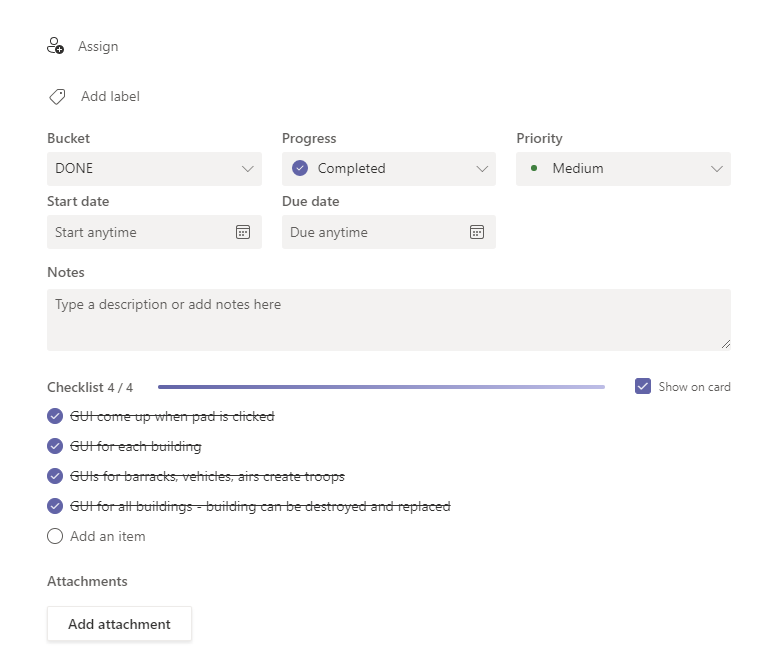 Assign
Add label
Bucket Progress Priority
DONE Completed Medium
Start date Due date
Start anytime Due anytime
Notes
Type a description or add notes here
Checklist 4 / 4 Show on card
GUI come up when pad is clicked
GUI for each building
GUIs for barracks, vehicles, airs create troops
GUI for all buildings - building can be destroyed and replaced
Add an item
Attachments
Add attachment